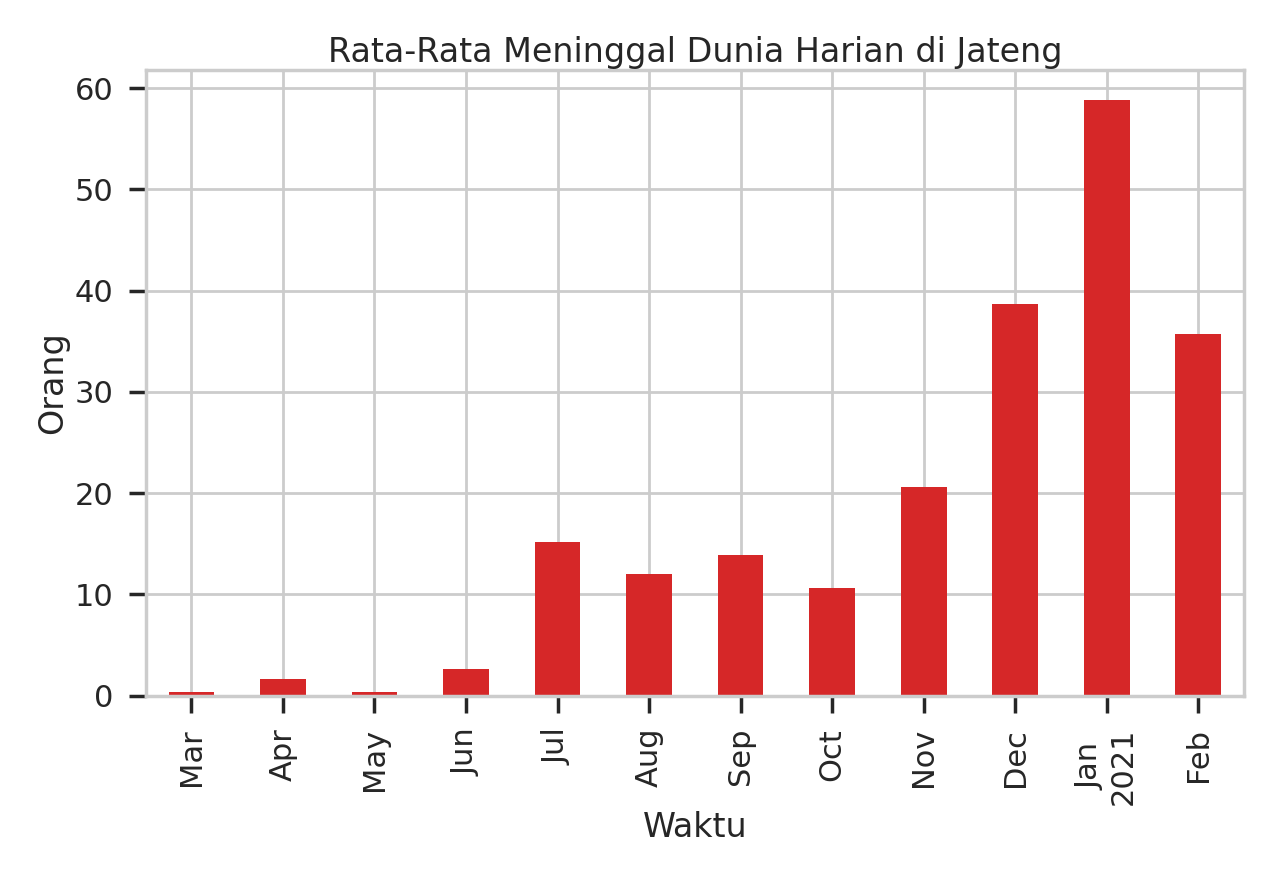 Rata-Rata Meninggal Dunia Harian di Jateng
60
50
40
30
20
10
0
Orang
Mar
Apr
May
Jun
Jul
Aug
Sep
Oct
Nov
Dec
Jan
2021
Feb
Waktu